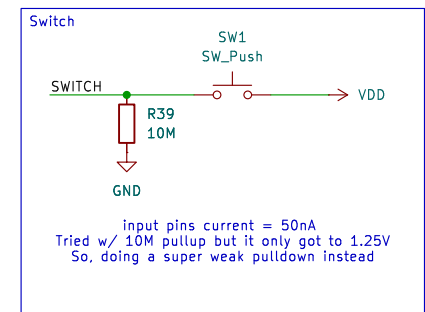 Switch
SW1
SW_Push
SWITCH
VDD
R39
10M
GND
input pins current = 50nA
Tried w/ 10M pullup but it only got to 1.25V
So, doing a super weak pulldown instead